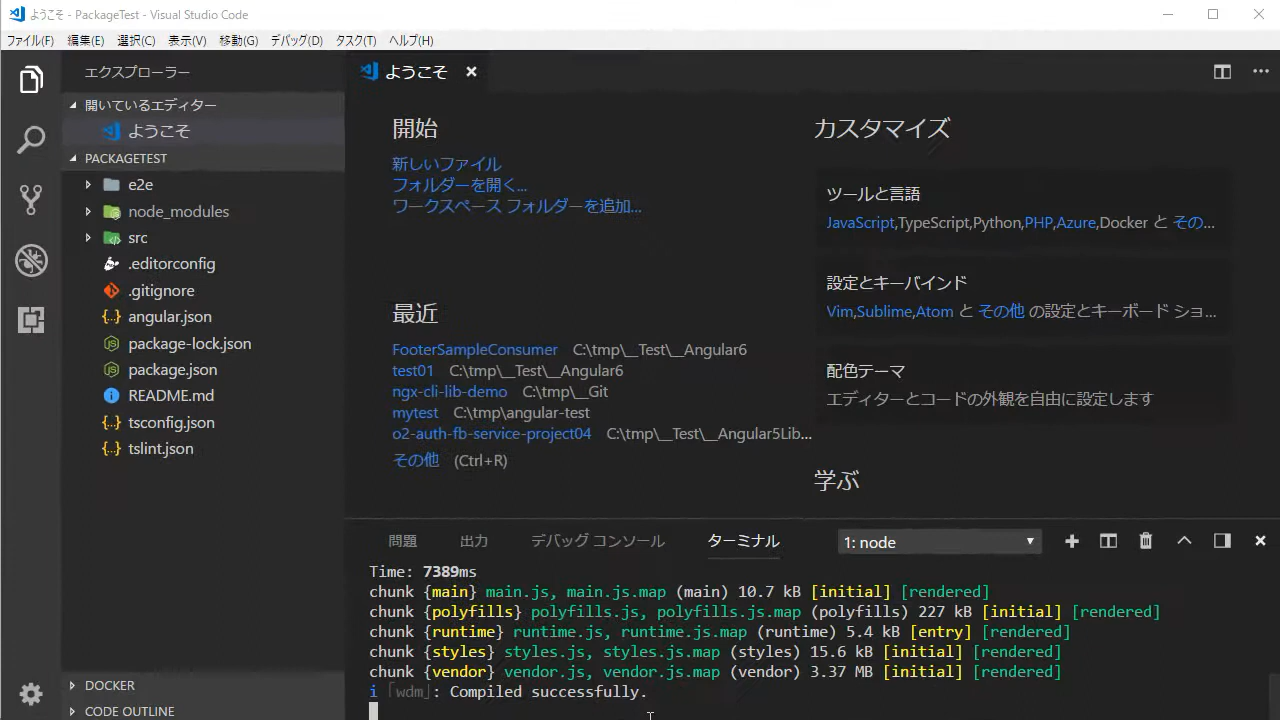 ようこそ - PackageTest - Visual Studio Code
ファイル(F) 編集(E) 選択(C) 表示(V) 移動(G) デバッグ(D) タスク(T) ヘルプ(H)
エクスプローラー
開いているエディター
ようこそ
PACKAGETEST
e2e
node_modules
src
.editorconfig
.gitignore
angular.json
package-lock.json
package.json
README.md
tsconfig.json
tslint.json
DOCKER
CODE OUTLINE
ようこそ
開始
新しいファイル
フォルダーを開く...
ワークスペース フォルダーを追加...
最近
FooterSampleConsumer C:\tmp\__Test\__Angular6
test01 C:\tmp\__Test\__Angular6
ngx-cli-lib-demo C:\tmp\__Git
mytest C:\tmp\angular-test
o2-auth-fb-service-project04 C:\tmp\__Test\__Angular5Lib...
その他 (Ctrl+R)
カスタマイズ
ツールと言語
JavaScript,TypeScript,Python,PHP,Azure,Docker と その...
設定とキーバインド
Vim,Sublime,Atom と その他 の設定とキーボード ショ...
配色テーマ
エディターとコードの外観を自由に設定します
学ぶ
問題 出力 デバッグ コンソール ターミナル 1: node
Time: 7389ms
chunk {main} main.js, main.js.map (main) 10.7 kB [initial] [rendered]
chunk {polyfills} polyfills.js, polyfills.js.map (polyfills) 227 kB [initial] [rendered]
chunk {runtime} runtime.js, runtime.js.map (runtime) 5.4 kB [entry] [rendered]
chunk {styles} styles.js, styles.js.map (styles) 15.6 kB [initial] [rendered]
chunk {vendor} vendor.js, vendor.js.map (vendor) 3.37 MB [initial] [rendered]
i ｢wdm｣: Compiled successfully.